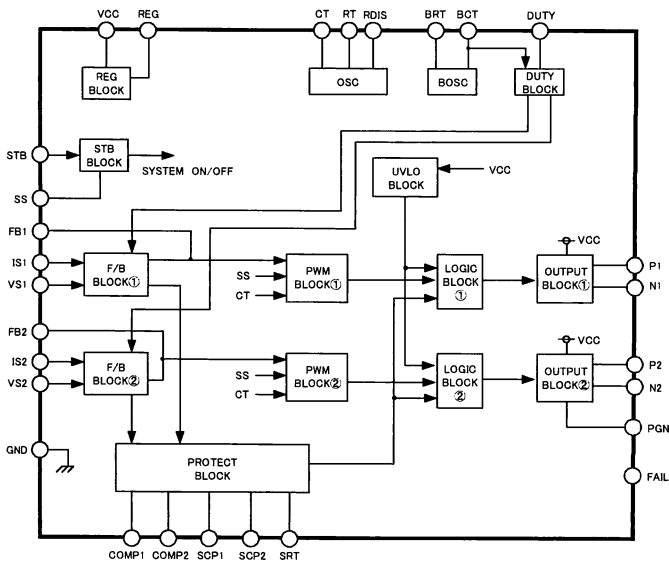 VCC REG CT RT RDIS BRT BCT DUTY
REG
BLOCK
OSC
BOSC
DUTY
BLOCK
STB
STB
BLOCK
SYSTEM ON/OFF
SS
UVLO
BLOCK
VCC
FB1
IS1
VS1
F/B
BLOCK①
SS
CT
PWM
BLOCK①
LOGIC
BLOCK
①
VCC
OUTPUT
BLOCK①
P1
N1
FB2
IS2
VS2
F/B
BLOCK②
SS
CT
PWM
BLOCK②
LOGIC
BLOCK
②
VCC
OUTPUT
BLOCK②
P2
N2
PGN
GND
PROTECT
BLOCK
FAIL
COMP1 COMP2 SCP1 SCP2 SRT